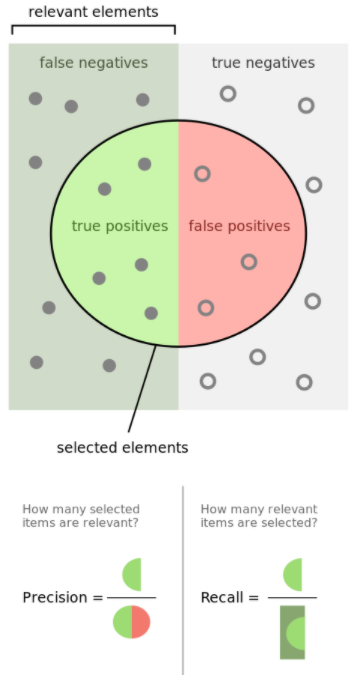 relevant elements
false negatives
true negatives
true positives
false positives
selected elements
How many selected
items are relevant?
How many relevant
items are selected?
Precision =
Recall =